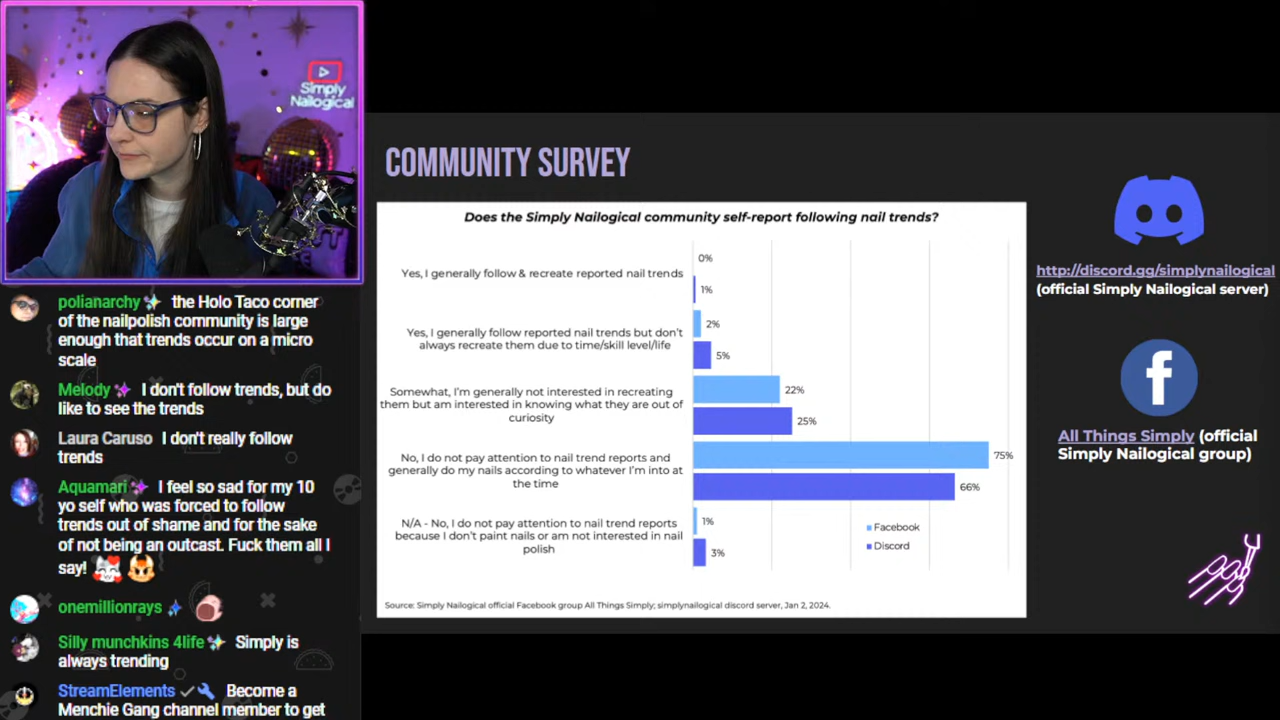 Simply
Nailogical
polianarchy the Holo Taco corner
of the nailpolish community is large
enough that trends occur on a micro
scale
Melody I don't follow trends, but do
like to see the trends
Laura Caruso I don't really follow
trends
Aquamari I feel so sad for my 10
yo self who was forced to follow
trends out of shame and for the sake
of not being an outcast. Fuck them all I
say!
onemillionrays
Silly munchkins 4life Simply is
always trending
StreamElements Become a
Menchie Gang channel member to get
COMMUNITY SURVEY
Does the Simply Nailogical community self-report following nail trends?
Yes, I generally follow & recreate reported nail trends
0%
1%
Yes, I generally follow reported nail trends but don't
always recreate them due to time/skill level/life
2%
5%
Somewhat, I'm generally not interested in recreating
them but am interested in knowing what they are out of
curiosity
22%
25%
No, I do not pay attention to nail trend reports and
generally do my nails according to whatever I'm into at
the time
75%
66%
N/A - No, I do not pay attention to nail trend reports
because I don't paint nails or am not interested in nail
polish
1%
3%
Facebook
Discord
Source: Simply Nailogical official Facebook group All Things Simply; simplynailogical discord server, Jan 2, 2024.
http://discord.gg/simplynailogical
(official Simply Nailogical server)
f
All Things Simply (official
Simply Nailogical group)